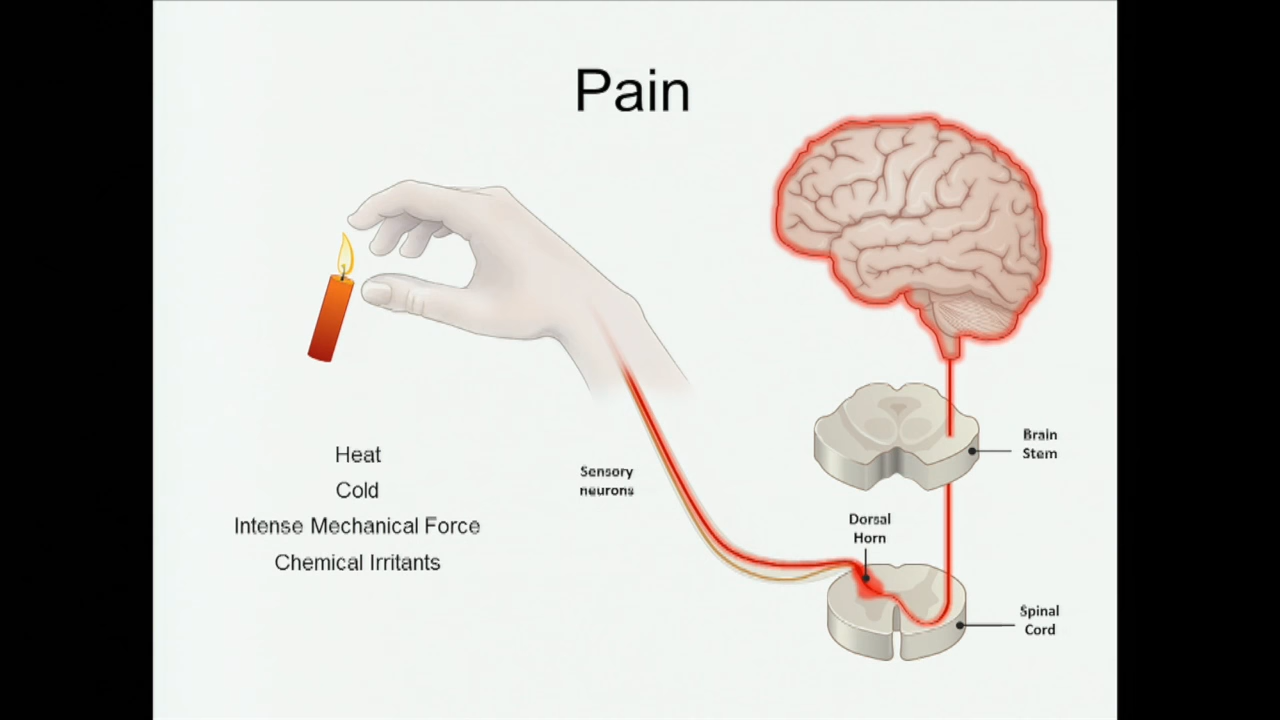 Pain
Heat
Cold
Intense Mechanical Force
Chemical Irritants
Sensory
neurons
Brain
Stem
Dorsal
Horn
Spinal
Cord